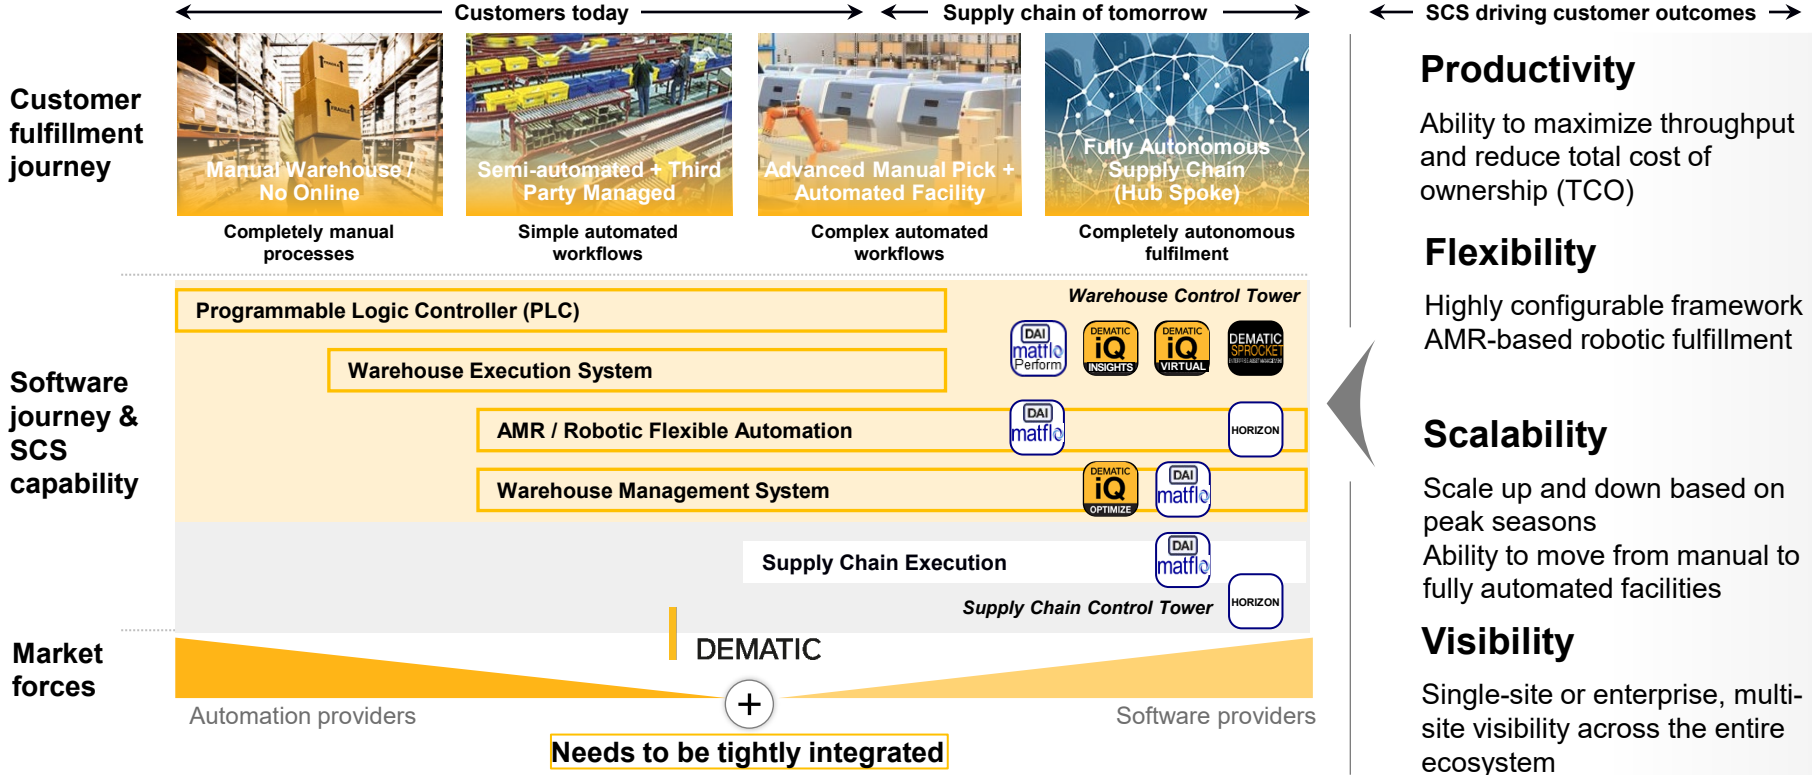 Customers today
Supply chain of tomorrow
SCS driving customer outcomes
Customer
fulfillment
journey
FRAGILE
FRAGILE
Manual Warehouse /
No Online
Semi-automated + Third
Party Managed
Advanced Manual Pick +
Automated Facility
Fully Autonomous
Supply Chain
(Hub Spoke)
Completely manual
processes
Simple automated
workflows
Complex automated
workflows
Completely autonomous
fulfilment
Software
journey &
SCS
capability
Programmable Logic Controller (PLC)
Warehouse Control Tower
DAI
matflo
Perform
DEMATIC
iQ
INSIGHTS
DEMATIC
iQ
VIRTUAL
DEMATIC
SPROCKET
Warehouse Execution System
AMR / Robotic Flexible Automation
DAI
matflo
HORIZON
Warehouse Management System
DEMATIC
iQ
OPTIMIZE
DAI
matflo
Supply Chain Execution
DAI
matflo
Supply Chain Control Tower
HORIZON
Market
forces
DEMATIC
+
Automation providers
Software providers
Needs to be tightly integrated
Productivity
Ability to maximize throughput
and reduce total cost of
ownership (TCO)
Flexibility
Highly configurable framework
AMR-based robotic fulfillment
Scalability
Scale up and down based on
peak seasons
Ability to move from manual to
fully automated facilities
Visibility
Single-site or enterprise, multi-
site visibility across the entire
ecosystem